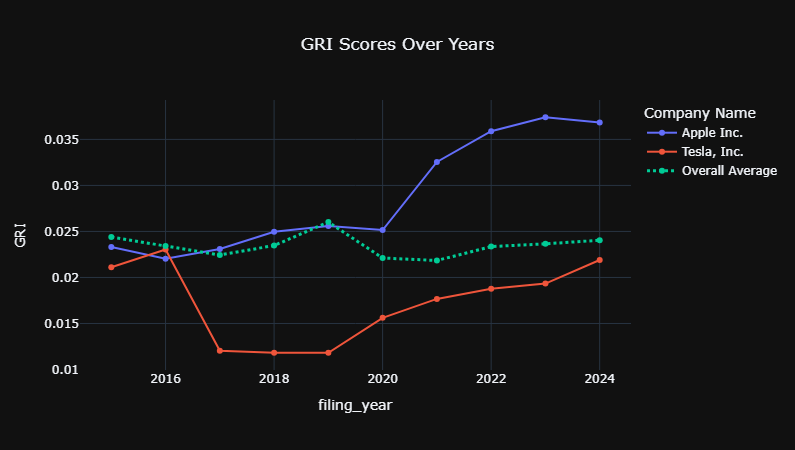 GRI Scores Over Years
Company Name
Apple Inc.
Tesla, Inc.
Overall Average
GRI
0.035
0.03
0.025
0.02
0.015
0.01
2016 2018 2020 2022 2024
filing_year